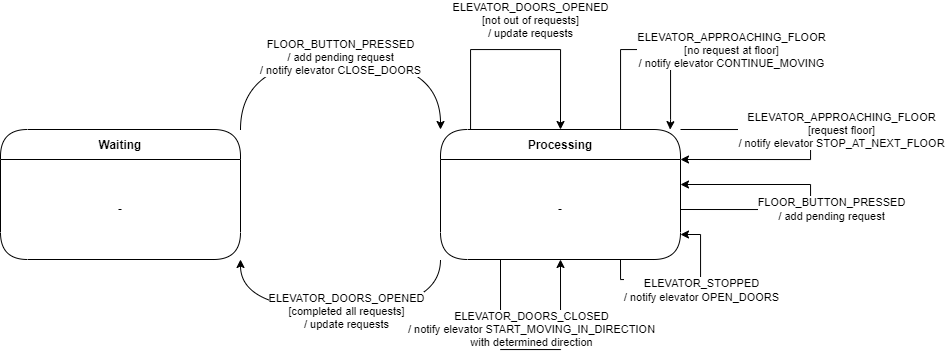 ELEVATOR_DOORS_OPENED
[not out of requests]
/ update requests
FLOOR_BUTTON_PRESSED
/ add pending request
/ notify elevator CLOSE_DOORS
ELEVATOR_APPROACHING_FLOOR
[no request at floor]
/ notify elevator CONTINUE_MOVING
ELEVATOR_APPROACHING_FLOOR
[request floor]
/ notify elevator STOP_AT_NEXT_FLOOR
Waiting
-
Processing
-
FLOOR_BUTTON_PRESSED
/ add pending request
ELEVATOR_STOPPED
/ notify elevator OPEN_DOORS
ELEVATOR_DOORS_OPENED
[completed all requests]
/ update requests
ELEVATOR_DOORS_CLOSED
/ notify elevator START_MOVING_IN_DIRECTION
with determined direction